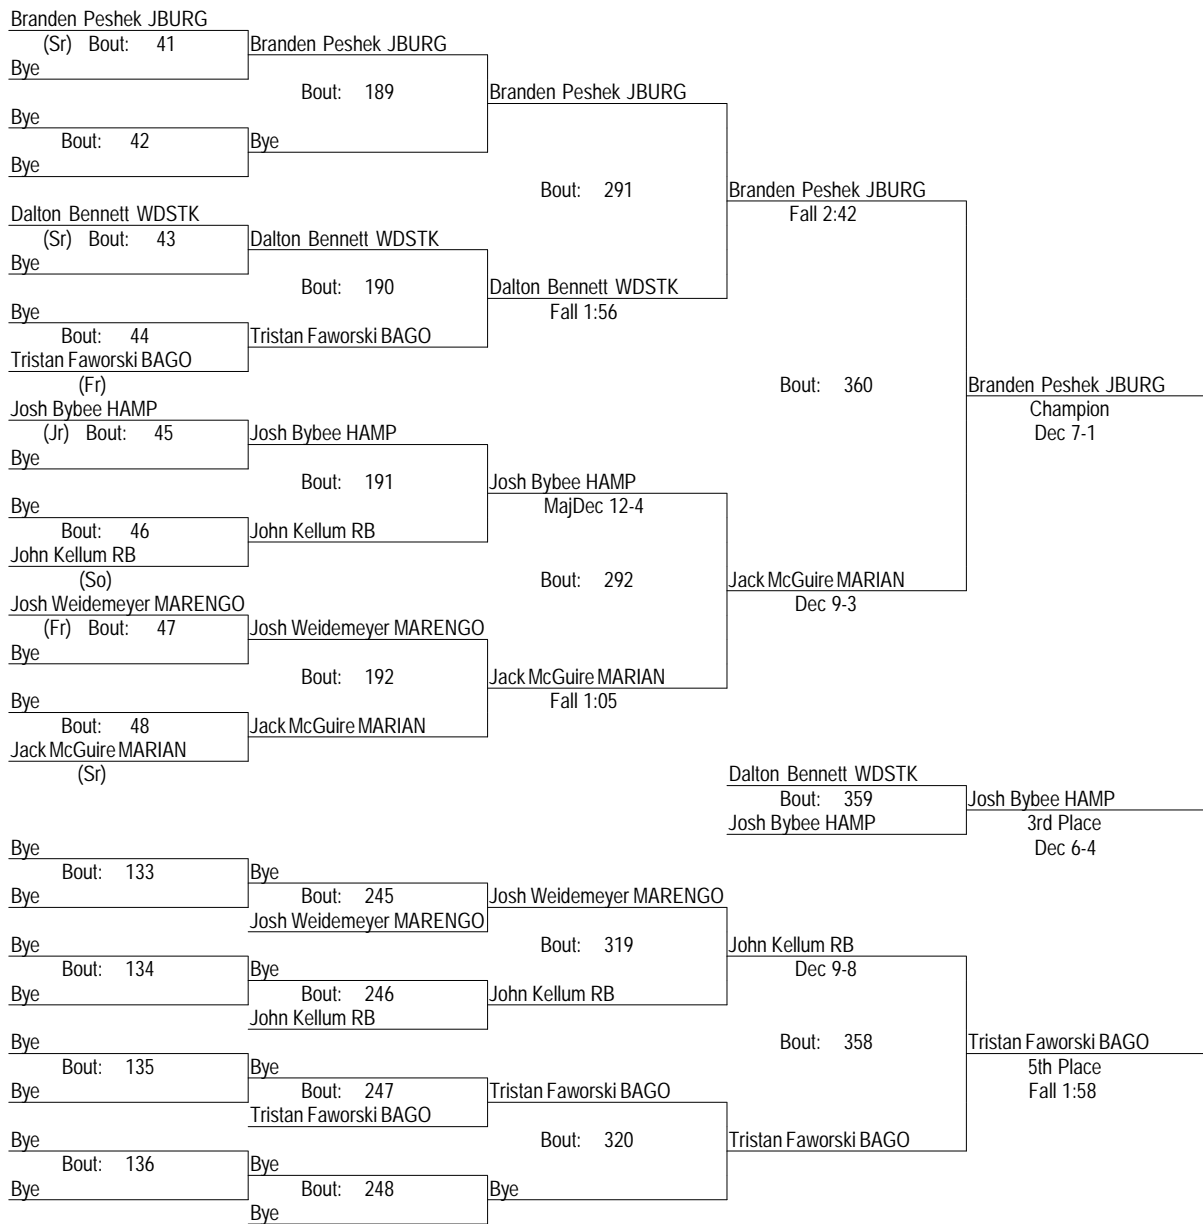 Branden Peshek JBURG
(Sr) Bout: 41
Bye
Branden Peshek JBURG
Bout: 189
Branden Peshek JBURG
Bye
Bout: 42
Bye
Bye
Bout: 291
Branden Peshek JBURG
Fall 2:42
Dalton Bennett WDSTK
(Sr) Bout: 43
Bye
Dalton Bennett WDSTK
Bout: 190
Dalton Bennett WDSTK
Fall 1:56
Bye
Bout: 44
Tristan Faworski BAGO
Tristan Faworski BAGO
(Fr)
Bout: 360
Branden Peshek JBURG
Champion
Dec 7-1
Josh Bybee HAMP
(Jr) Bout: 45
Bye
Josh Bybee HAMP
Bout: 191
Josh Bybee HAMP
MajDec 12-4
Bye
Bout: 46
John Kellum RB
John Kellum RB
(So)
Bout: 292
Jack McGuire MARIAN
Dec 9-3
Josh Weidemeyer MARENGO
(Fr) Bout: 47
Bye
Josh Weidemeyer MARENGO
Bout: 192
Jack McGuire MARIAN
Fall 1:05
Bye
Bout: 48
Jack McGuire MARIAN
Jack McGuire MARIAN
(Sr)
Dalton Bennett WDSTK
Bout: 359
Josh Bybee HAMP
Josh Bybee HAMP
3rd Place
Dec 6-4
Bye
Bout: 133
Bye
Bye
Bout: 245
Josh Weidemeyer MARENGO
Josh Weidemeyer MARENGO
Bye
Bout: 134
Bye
Bye
Bout: 246
John Kellum RB
John Kellum RB
Bout: 319
John Kellum RB
Dec 9-8
Bye
Bout: 135
Bye
Bye
Bout: 247
Tristan Faworski BAGO
Tristan Faworski BAGO
Bout: 358
Tristan Faworski BAGO
5th Place
Fall 1:58
Bye
Bout: 136
Bye
Bye
Bout: 248
Bye
Bye
Bout: 320
Tristan Faworski BAGO